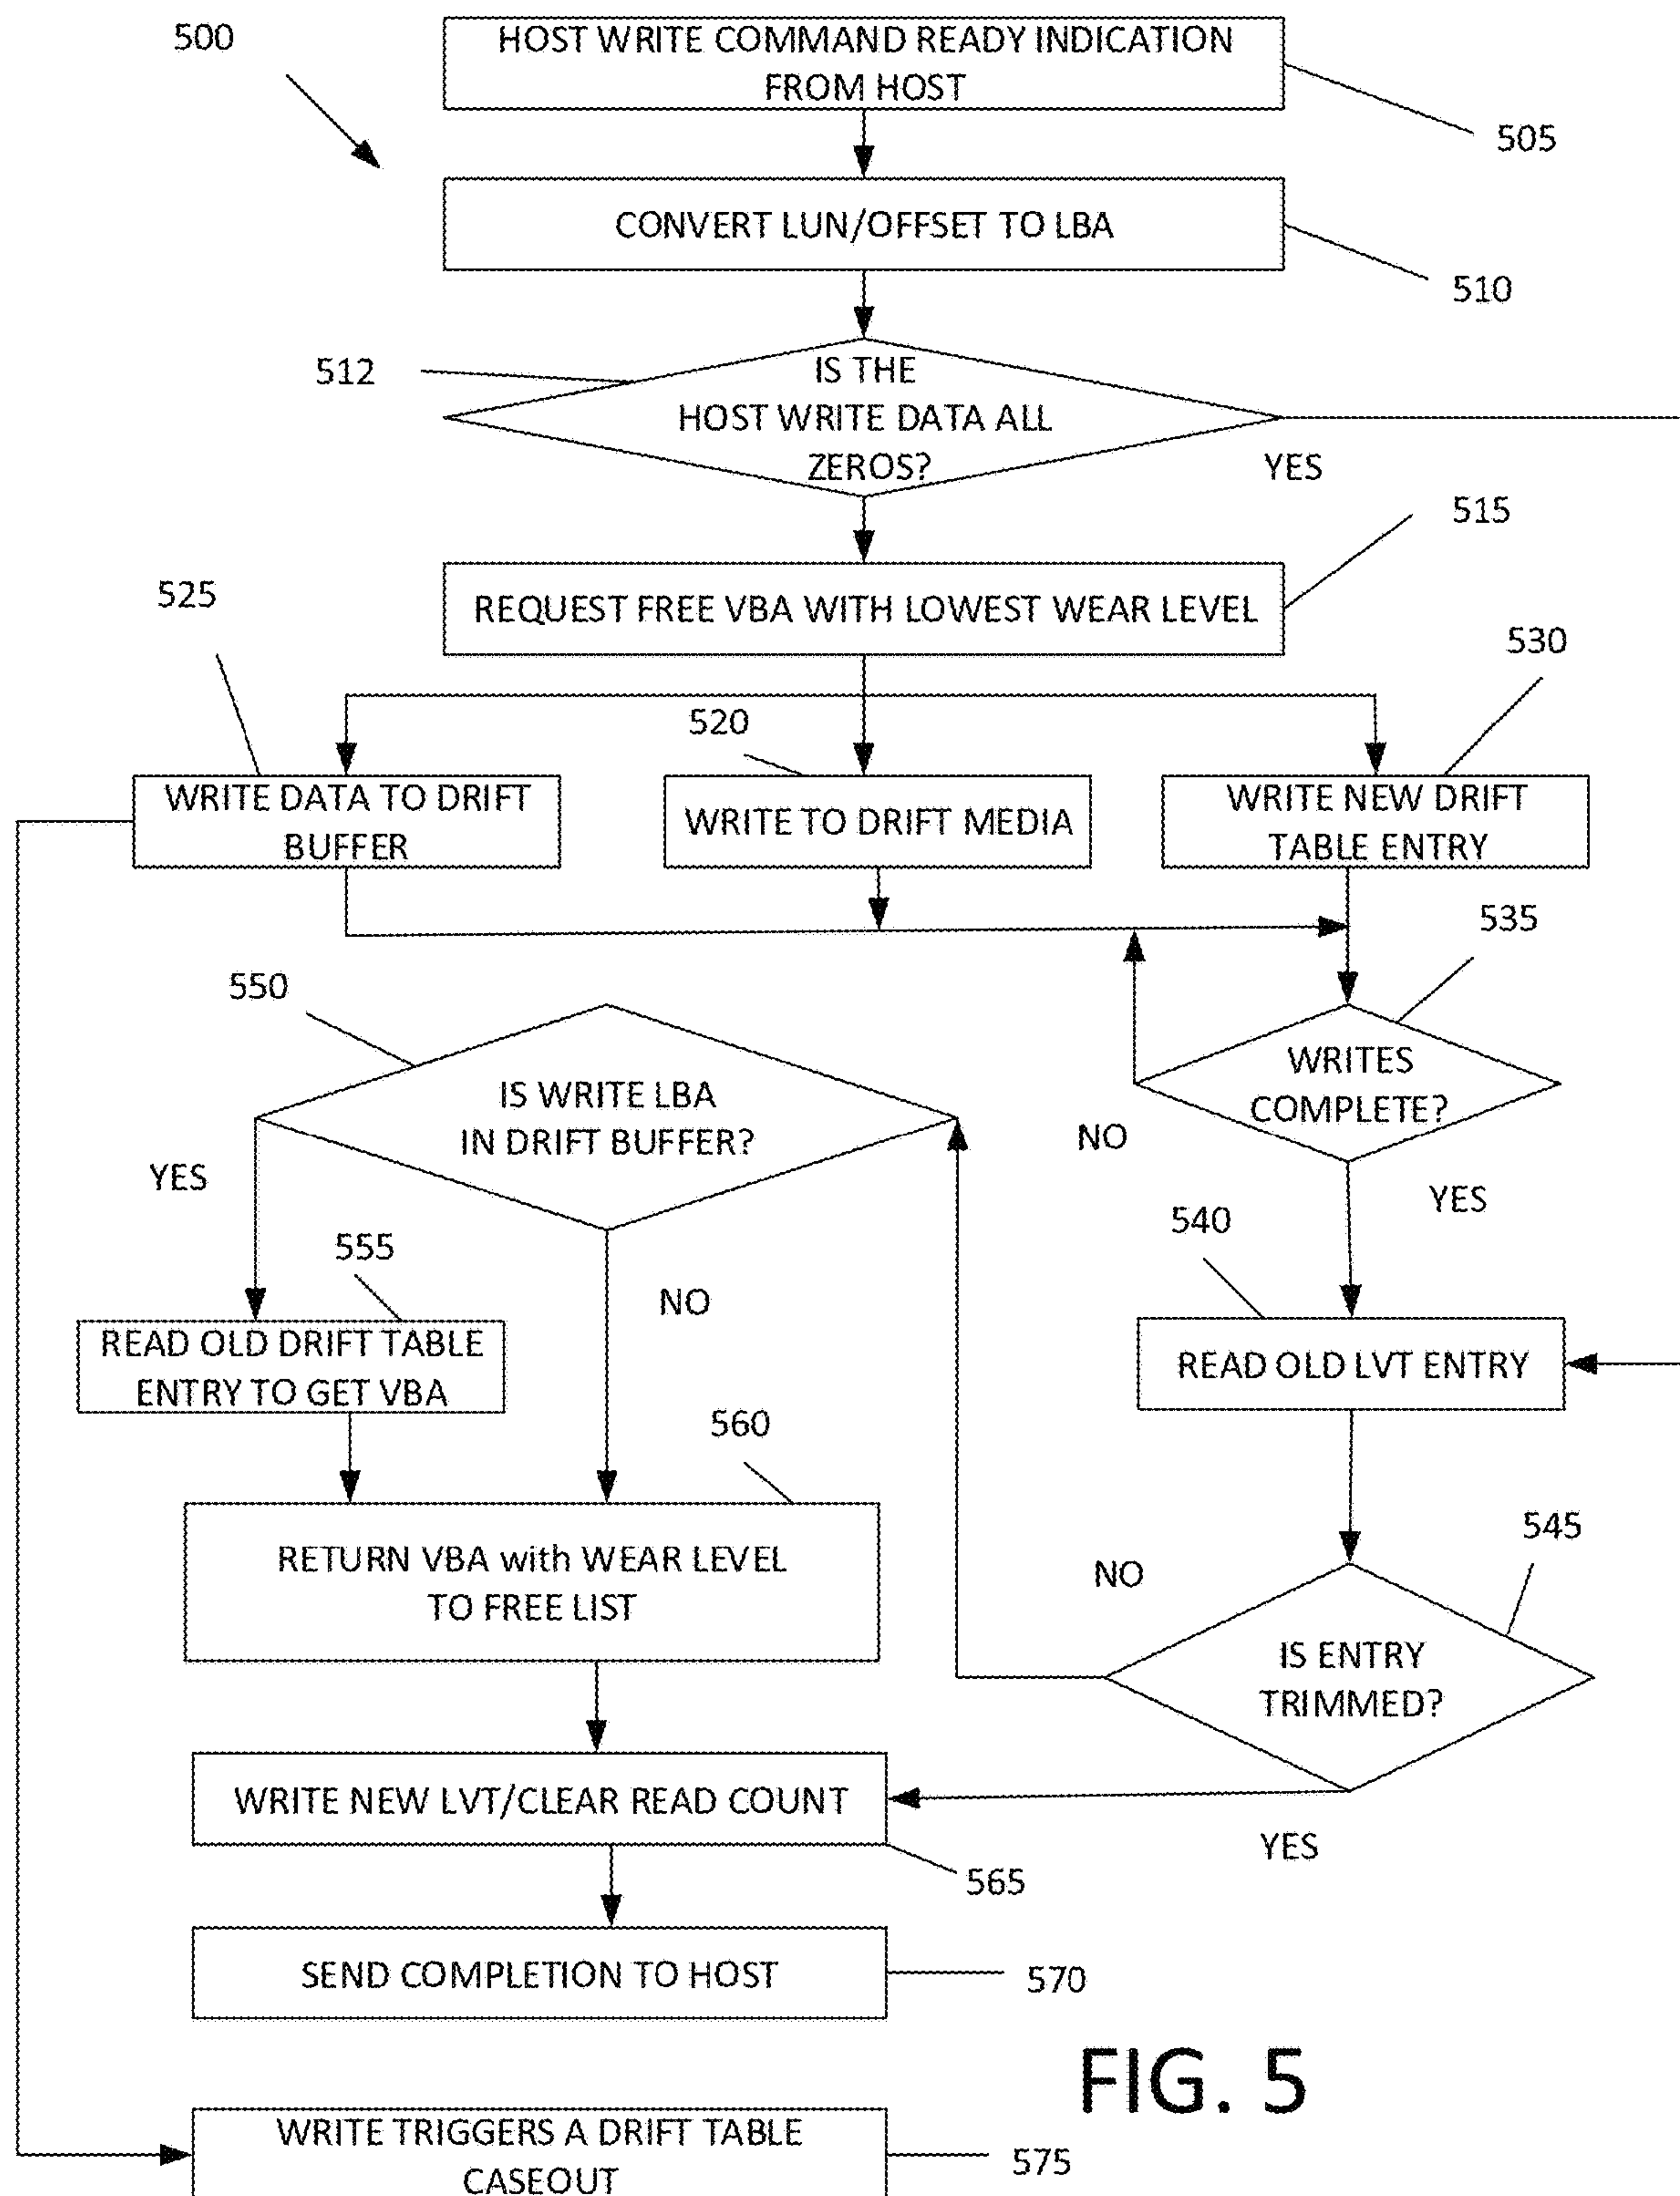 500
HOST WRITE COMMAND READY INDICATION
FROM HOST
505
CONVERT LUN/OFFSET TO LBA
510
512
IS THE
HOST WRITE DATA ALL
ZEROS?
YES
515
REQUEST FREE VBA WITH LOWEST WEAR LEVEL
525
520
530
WRITE DATA TO DRIFT
BUFFER
WRITE TO DRIFT MEDIA
WRITE NEW DRIFT
TABLE ENTRY
535
550
WRITES
COMPLETE?
IS WRITE LBA
IN DRIFT BUFFER?
NO
YES
YES
540
555
NO
READ OLD DRIFT TABLE
ENTRY TO GET VBA
READ OLD LVT ENTRY
560
545
RETURN VBA with WEAR LEVEL
TO FREE LIST
NO
IS ENTRY
TRIMMED?
WRITE NEW LVT/CLEAR READ COUNT
YES
565
SEND COMPLETION TO HOST
570
FIG. 5
WRITE TRIGGERS A DRIFT TABLE
CASEOUT
575